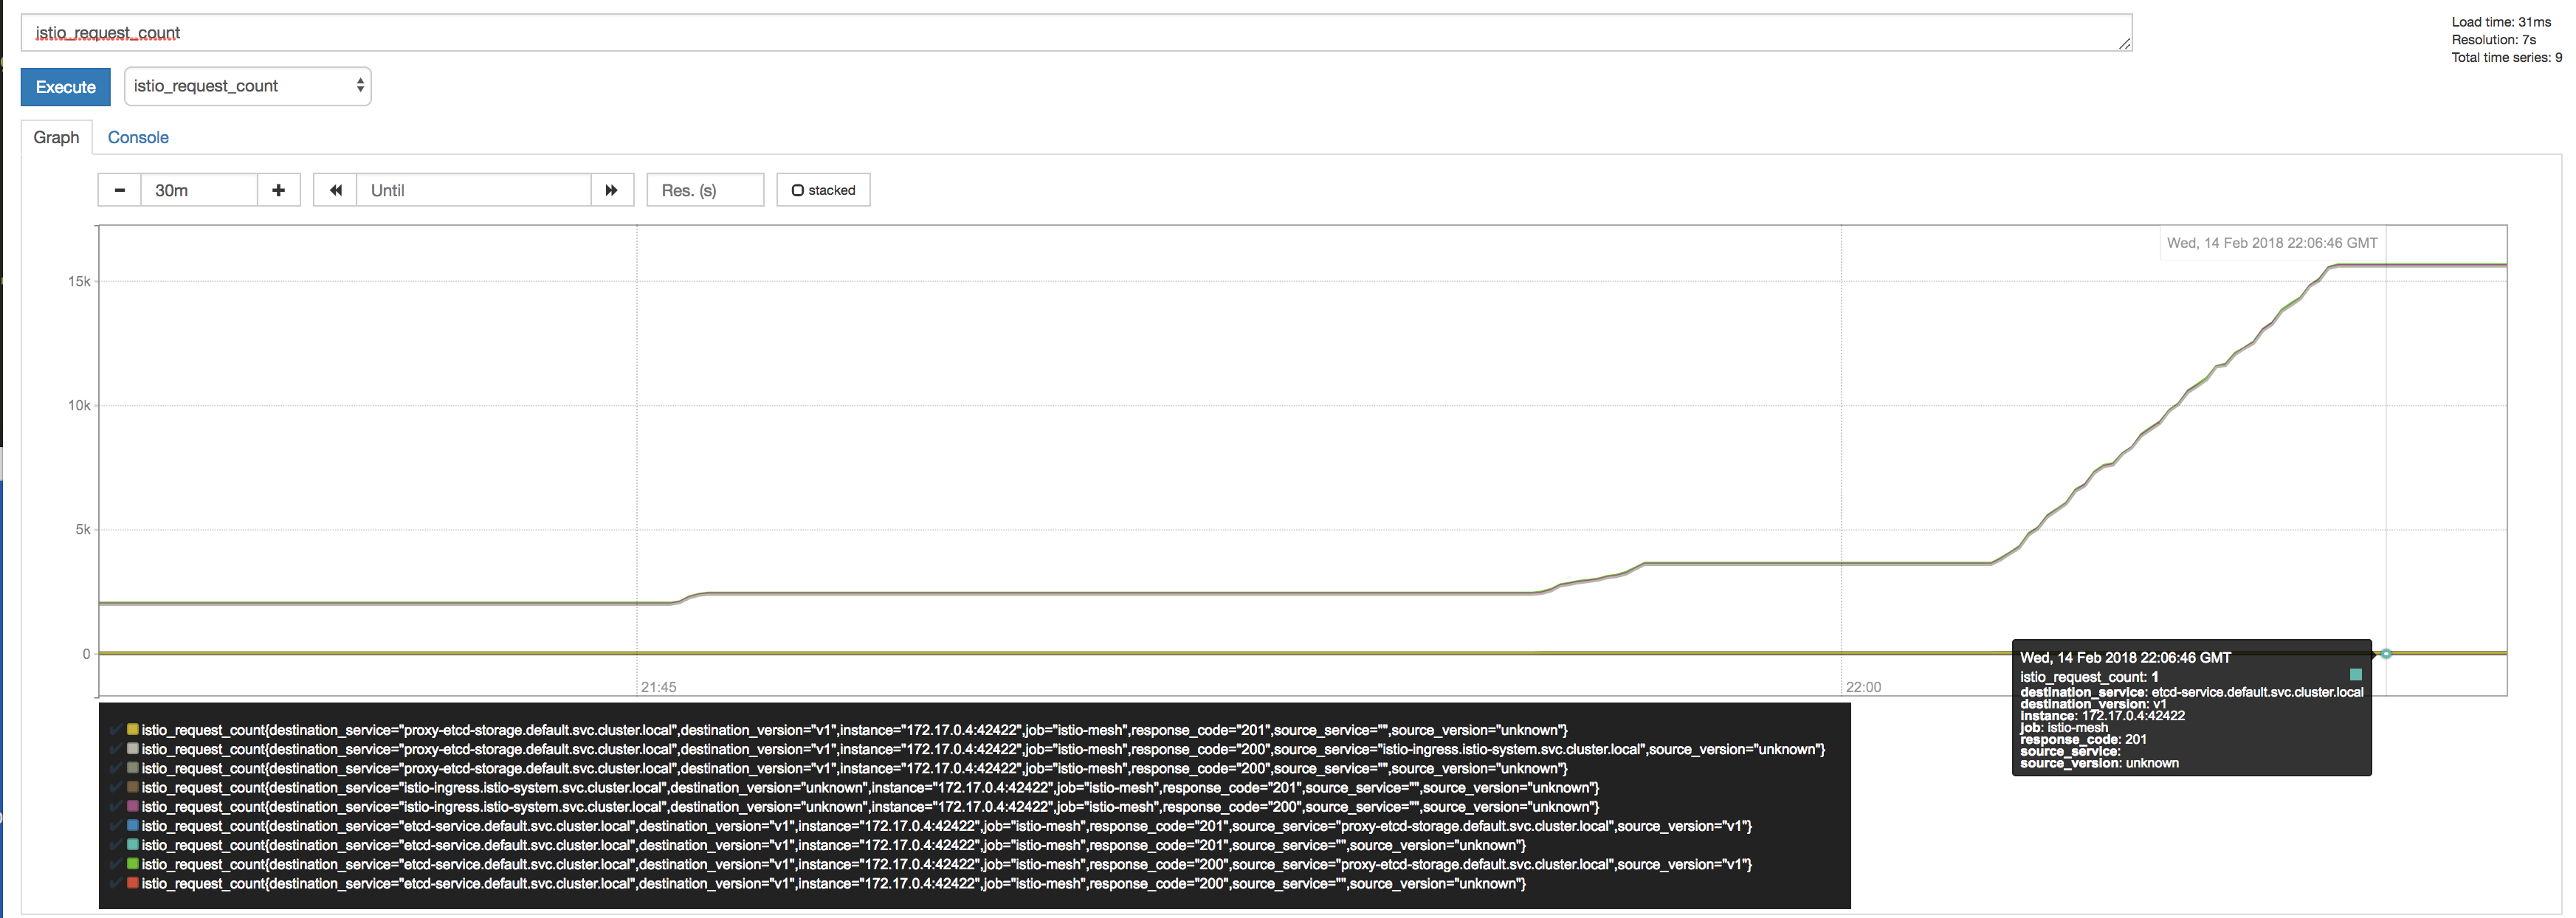 istio_request_count
Load time: 31ms
Resolution: 7s
Total time series: 9
Execute
istio_request_count
Graph
Console
30m
Until
Res. (s)
stacked
Wed, 14 Feb 2018 22:06:46 GMT
15k
10k
5k
0
21:45
22:00
Wed, 14 Feb 2018 22:06:46 GMT
istio_request_count: 1
destination_service: etcd-service.default.svc.cluster.local
destination_version: v1
instance: 172.17.0.4:42422
job: istio-mesh
response_code: 201
source_service:
source_version: unknown
istio_request_count{destination_service="proxy-etcd-storage.default.svc.cluster.local",destination_version="v1",instance="172.17.0.4:42422",job="istio-mesh",response_code="201",source_service="",source_version="unknown"}
istio_request_count{destination_service="proxy-etcd-storage.default.svc.cluster.local",destination_version="v1",instance="172.17.0.4:42422",job="istio-mesh",response_code="200",source_service="istio-ingress.istio-system.svc.cluster.local",source_version="unknown"}
istio_request_count{destination_service="proxy-etcd-storage.default.svc.cluster.local",destination_version="v1",instance="172.17.0.4:42422",job="istio-mesh",response_code="200",source_service="",source_version="unknown"}
istio_request_count{destination_service="istio-ingress.istio-system.svc.cluster.local",destination_version="unknown",instance="172.17.0.4:42422",job="istio-mesh",response_code="201",source_service="",source_version="unknown"}
istio_request_count{destination_service="istio-ingress.istio-system.svc.cluster.local",destination_version="unknown",instance="172.17.0.4:42422",job="istio-mesh",response_code="200",source_service="",source_version="unknown"}
istio_request_count{destination_service="etcd-service.default.svc.cluster.local",destination_version="v1",instance="172.17.0.4:42422",job="istio-mesh",response_code="201",source_service="proxy-etcd-storage.default.svc.cluster.local",source_version="v1"}
istio_request_count{destination_service="etcd-service.default.svc.cluster.local",destination_version="v1",instance="172.17.0.4:42422",job="istio-mesh",response_code="201",source_service="",source_version="unknown"}
istio_request_count{destination_service="etcd-service.default.svc.cluster.local",destination_version="v1",instance="172.17.0.4:42422",job="istio-mesh",response_code="200",source_service="proxy-etcd-storage.default.svc.cluster.local",source_version="v1"}
istio_request_count{destination_service="etcd-service.default.svc.cluster.local",destination_version="v1",instance="172.17.0.4:42422",job="istio-mesh",response_code="200",source_service="",source_version="unknown"}